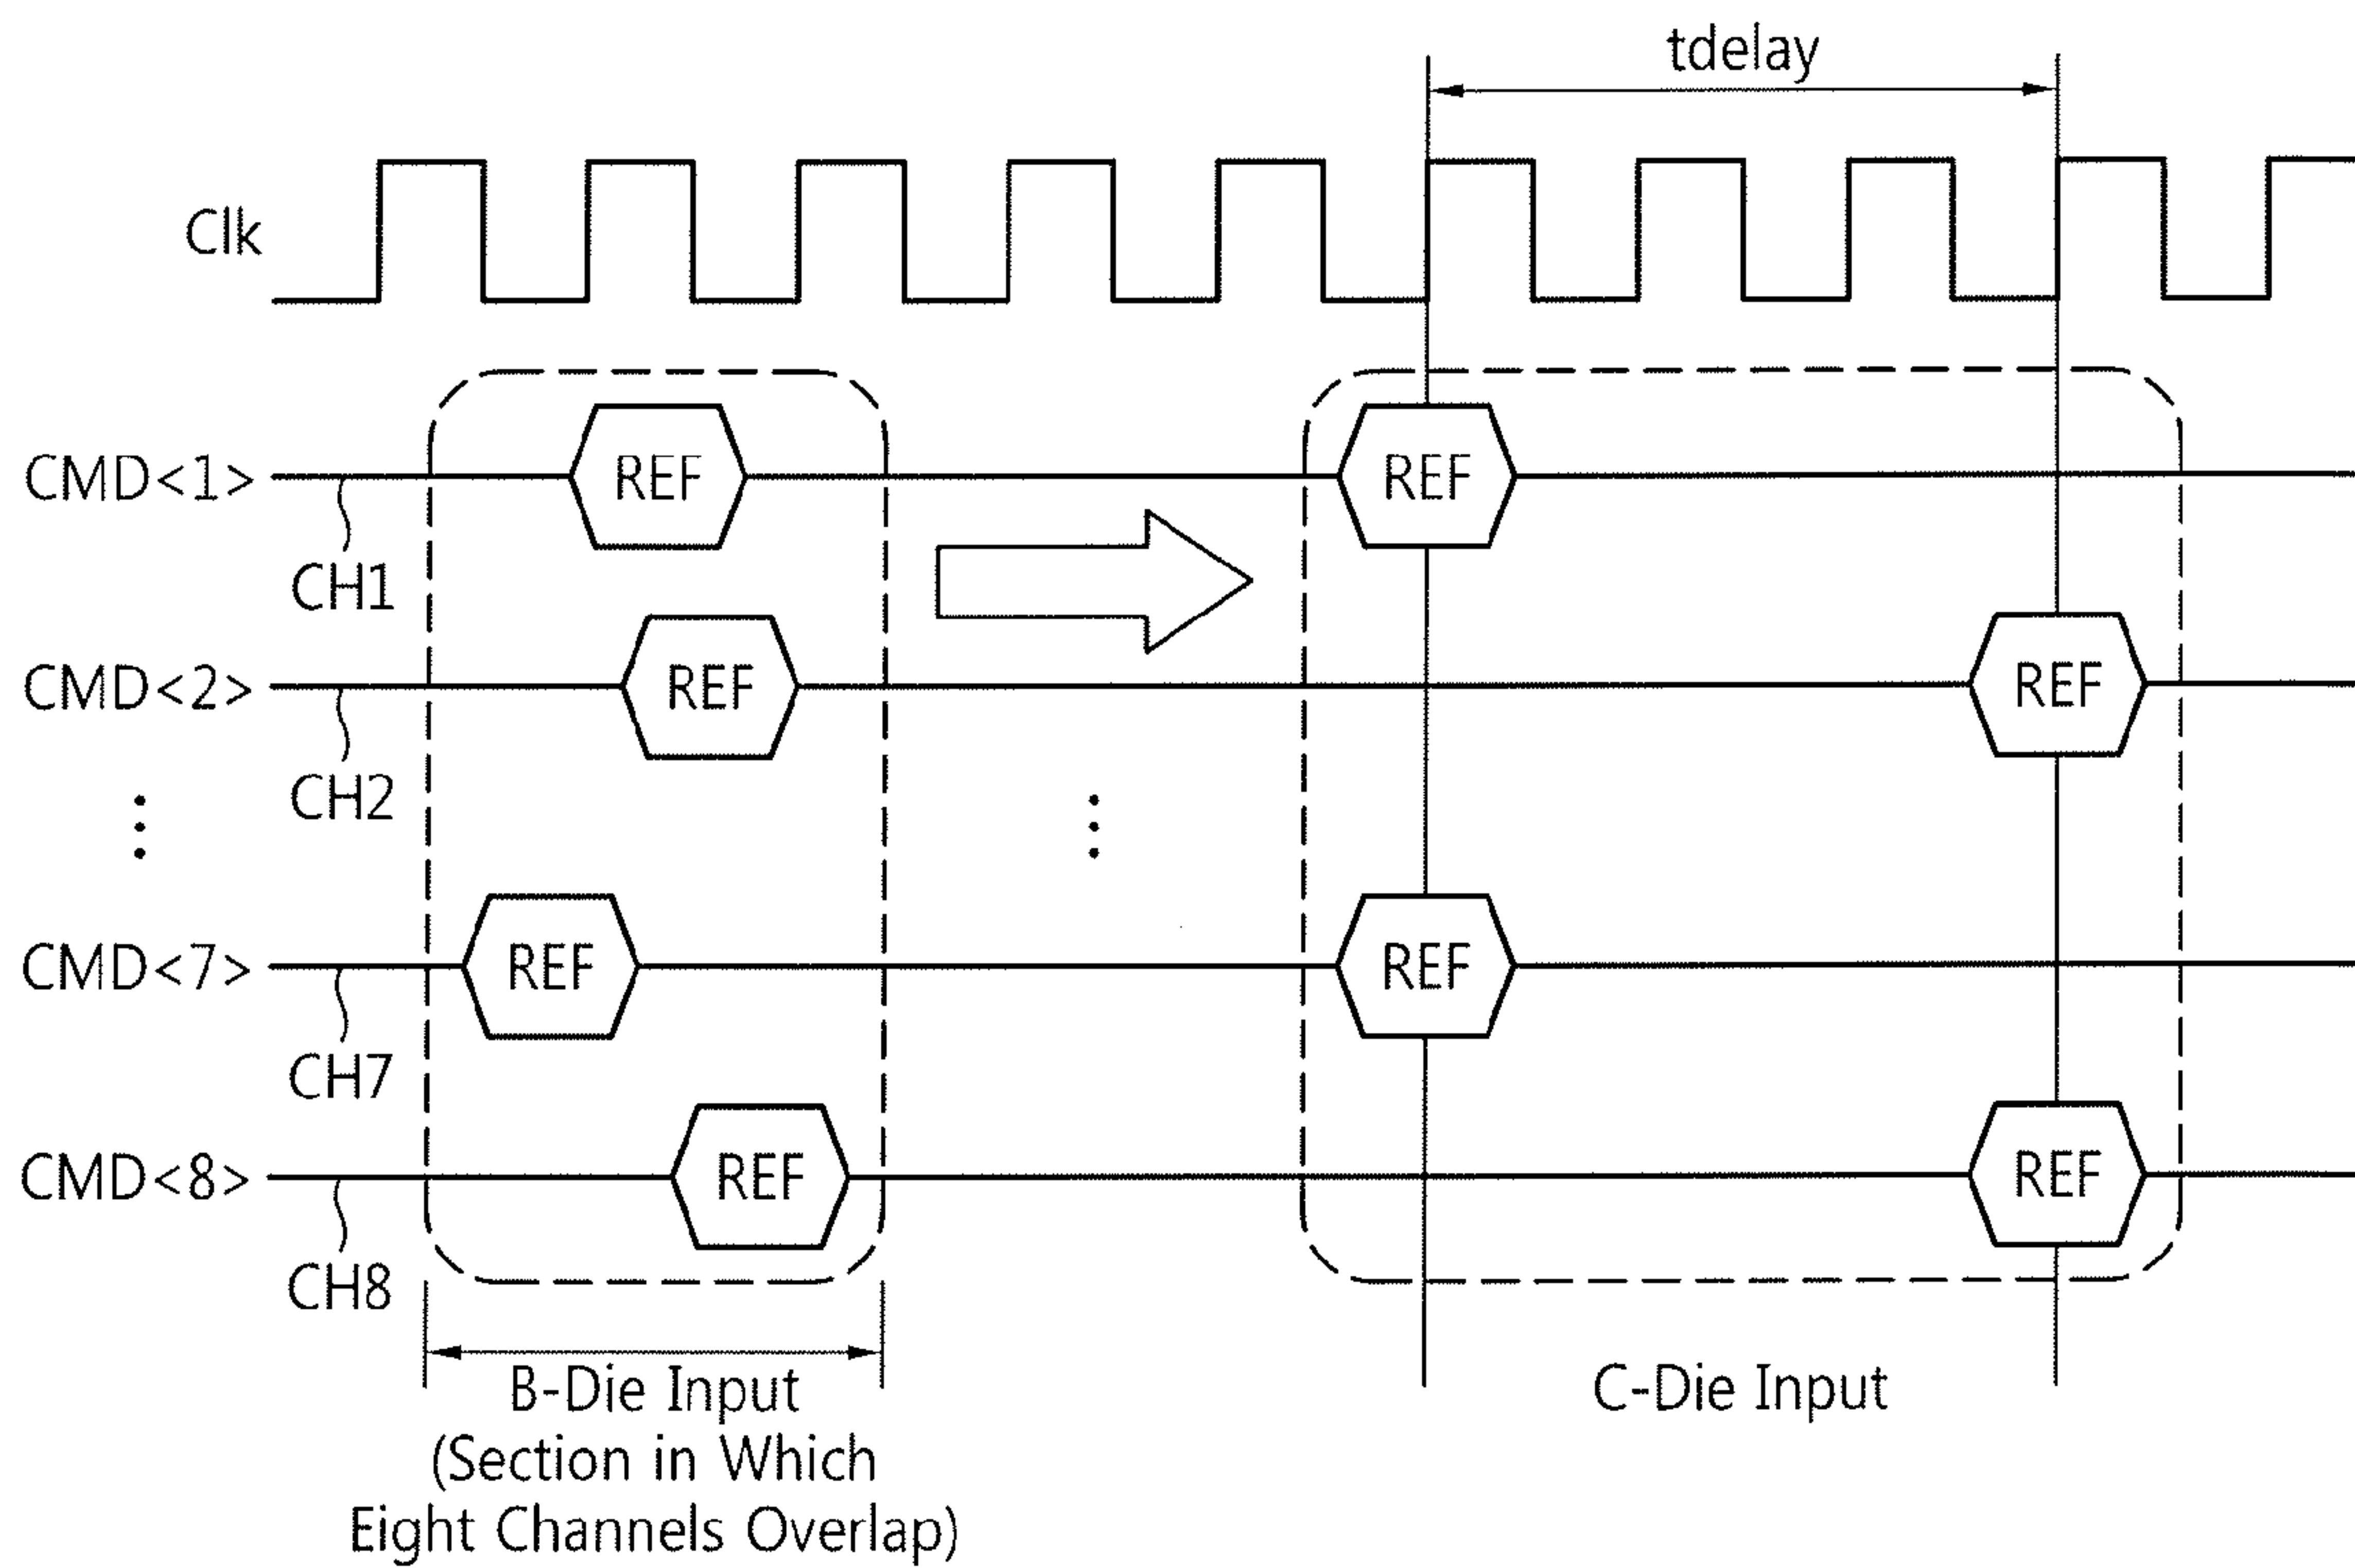 tdelay
Clk
CMD<1>
REF
REF
CH1
CMD<2>
REF
REF
CH2
CMD<7>
REF
REF
CH7
CMD<8>
REF
REF
CH8
B-Die Input
(Section in Which
Eight Channels Overlap)
C-Die Input